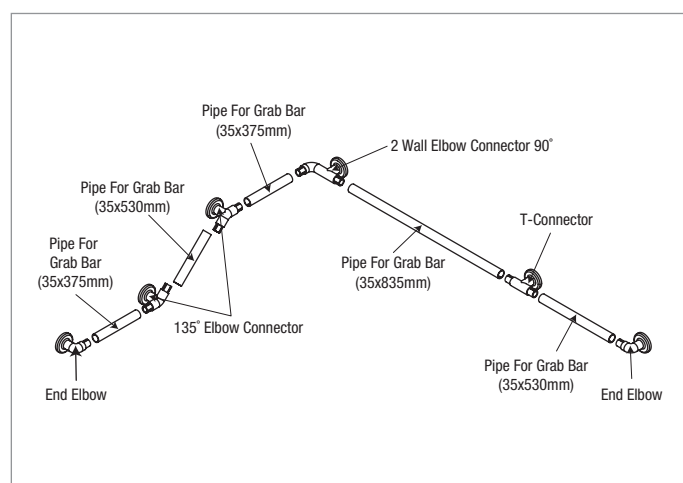 Pipe For Grab Bar
(35x375mm)
2 Wall Elbow Connector 90˚
Pipe For Grab Bar
(35x530mm)
T-Connector
Pipe For
Grab Bar
(35x375mm)
Pipe For Grab Bar
(35x835mm)
135˚ Elbow Connector
Pipe For Grab Bar
(35x530mm)
End Elbow
End Elbow